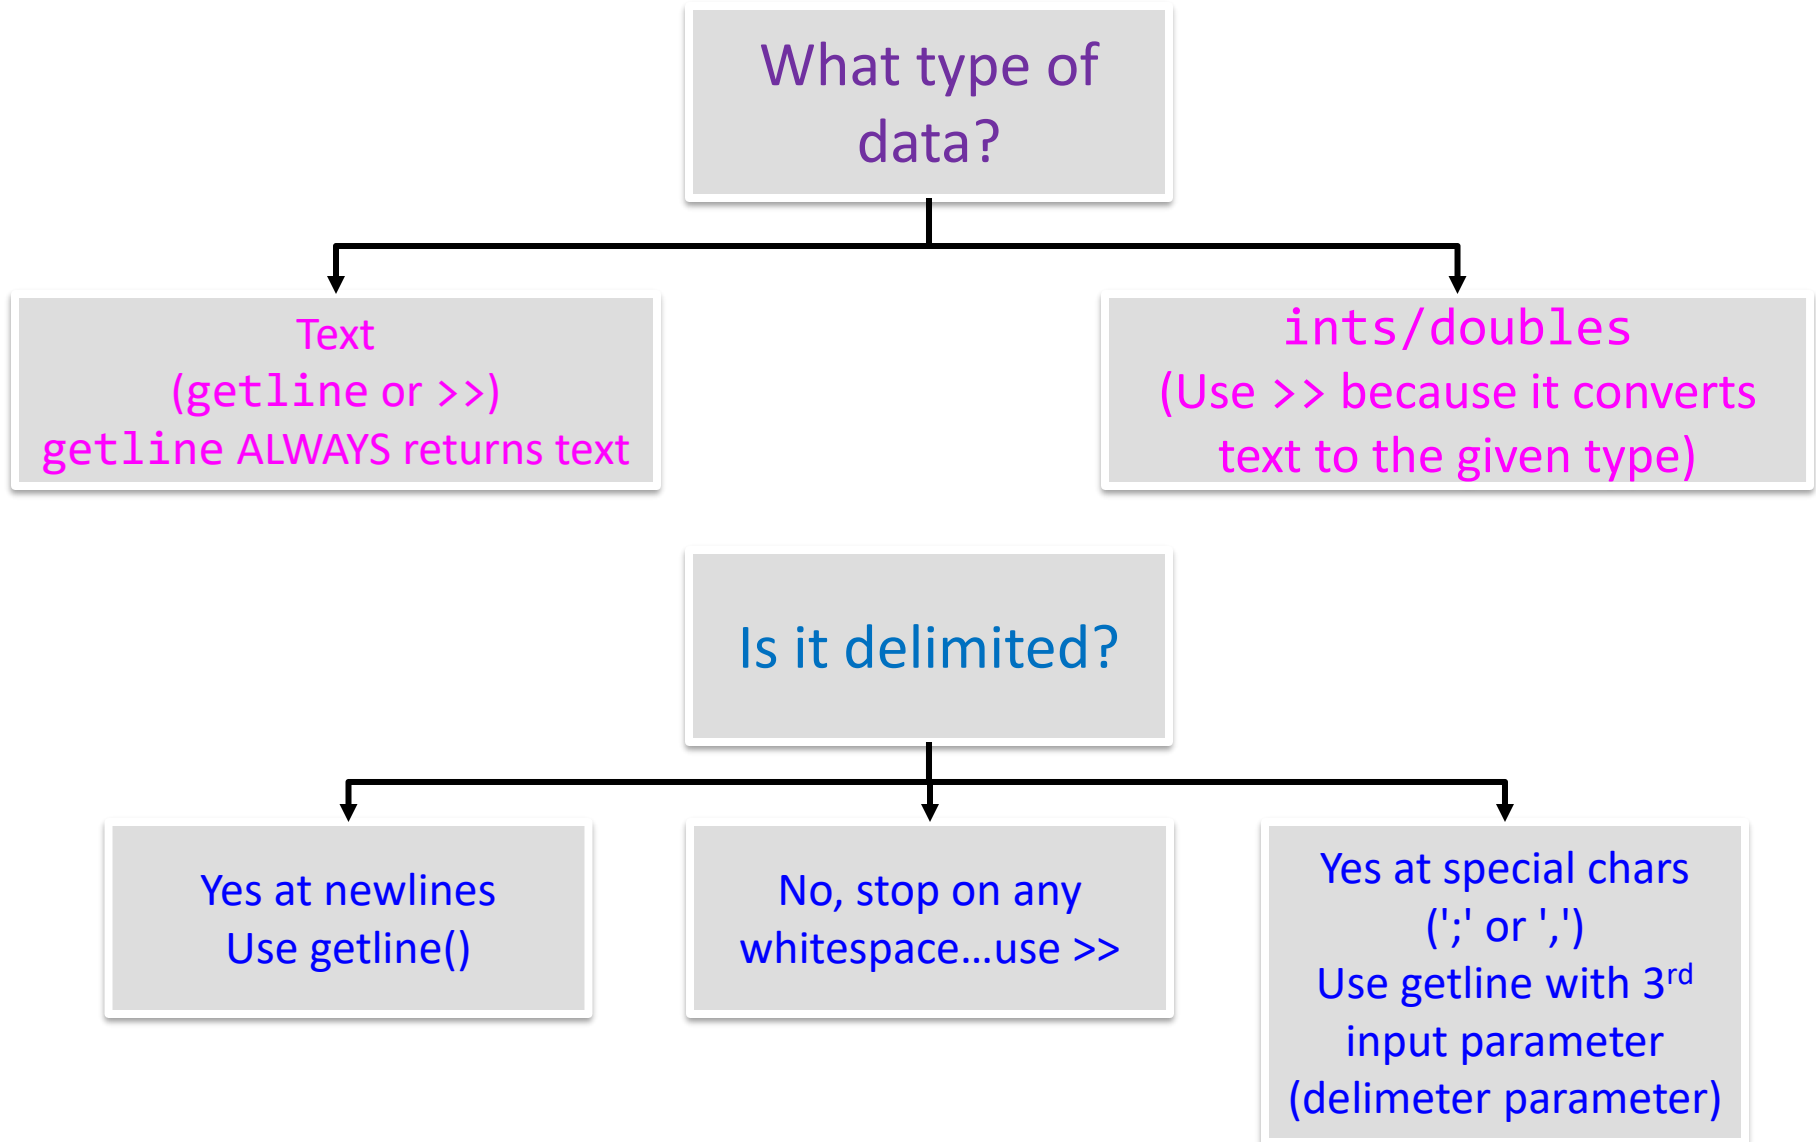 What type of
data?
Text
(getline or >>)
getline ALWAYS returns text
ints/doubles
(Use >> because it converts
text to the given type)
Is it delimited?
Yes at newlines
Use getline()
No, stop on any
whitespace…use >>
Yes at special chars
(';' or ',')
Use getline with 3rd
input parameter
(delimeter parameter)